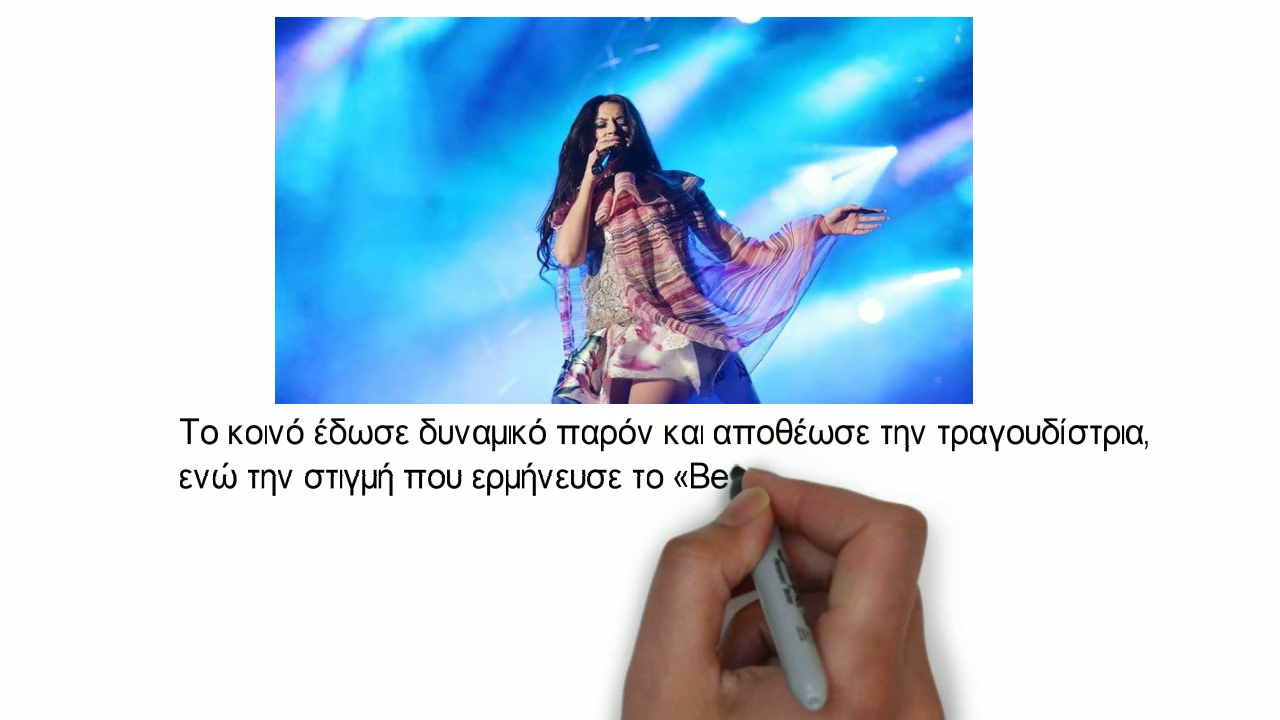 Το κοινό έδωσε δυναμικό παρόν και αποθέωσε την τραγουδίστρια,
ενώ την στιγμή που ερμήνευσε το «Be